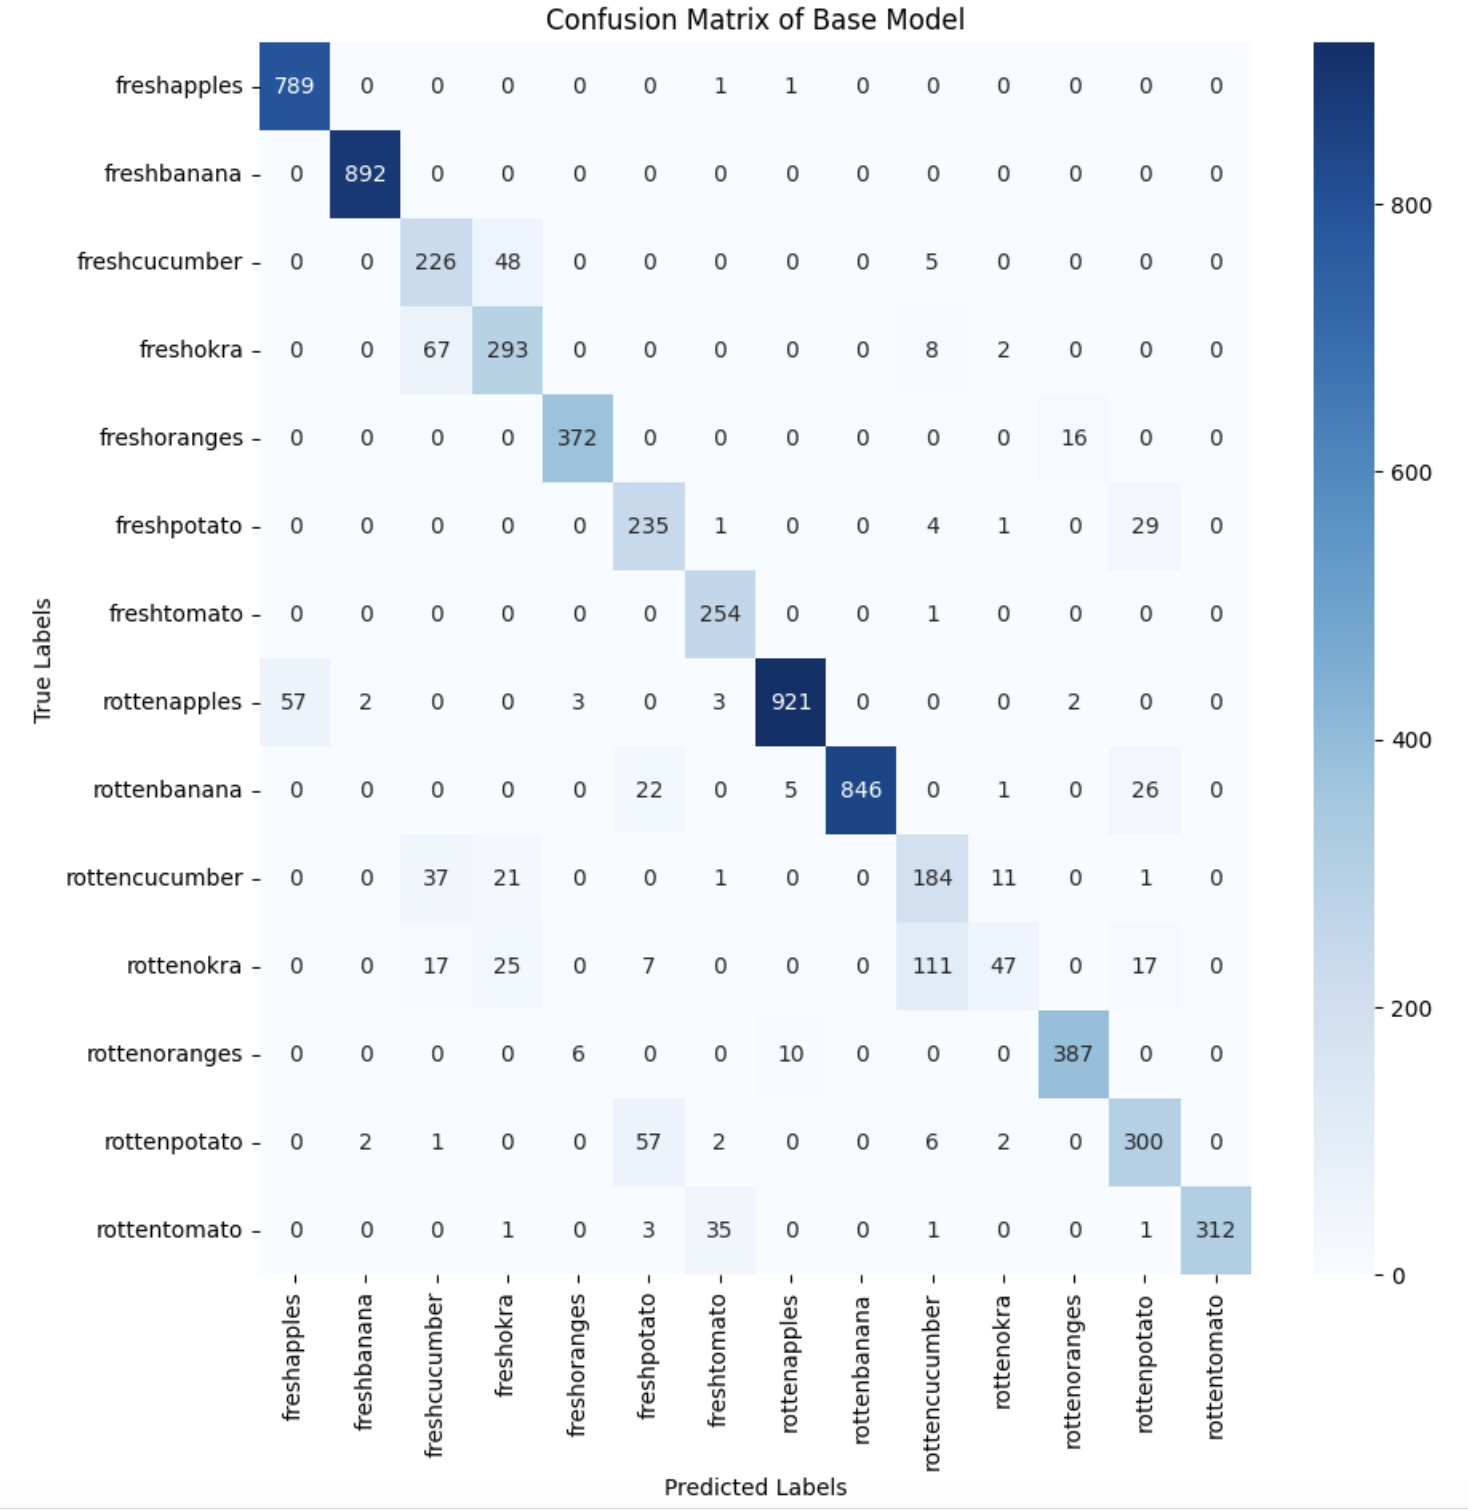 Confusion Matrix of Base Model
freshapples 789 0 0 0 0 0 1 1 0 0 0 0 0 0
freshbanana 0 892 0 0 0 0 0 0 0 0 0 0 0 0
freshcucumber 0 0 226 48 0 0 0 0 0 5 0 0 0 0
freshokra 0 0 67 293 0 0 0 0 0 8 2 0 0 0
freshoranges 0 0 0 0 372 0 0 0 0 0 0 16 0 0
freshpotato 0 0 0 0 0 235 1 0 0 4 1 0 29 0
freshtomato 0 0 0 0 0 0 254 0 0 1 0 0 0 0
rottenapples 57 2 0 0 3 0 3 921 0 0 0 2 0 0
rottenbanana 0 0 0 0 0 22 0 5 846 0 1 0 26 0
rottencucumber 0 0 37 21 0 0 1 0 0 184 11 0 1 0
rottenokra 0 0 17 25 0 7 0 0 0 111 47 0 17 0
rottenoranges 0 0 0 0 6 0 0 10 0 0 0 387 0 0
rottenpotato 0 2 1 0 0 57 2 0 0 6 2 0 300 0
rottentomato 0 0 0 1 0 3 35 0 0 1 0 0 1 312
True Labels
freshapples
freshbanana
freshcucumber
freshokra
freshoranges
freshpotato
freshtomato
rottenapples
rottenbanana
rottencucumber
rottenokra
rottenoranges
rottenpotato
rottentomato
Predicted Labels
800
600
400
200
0